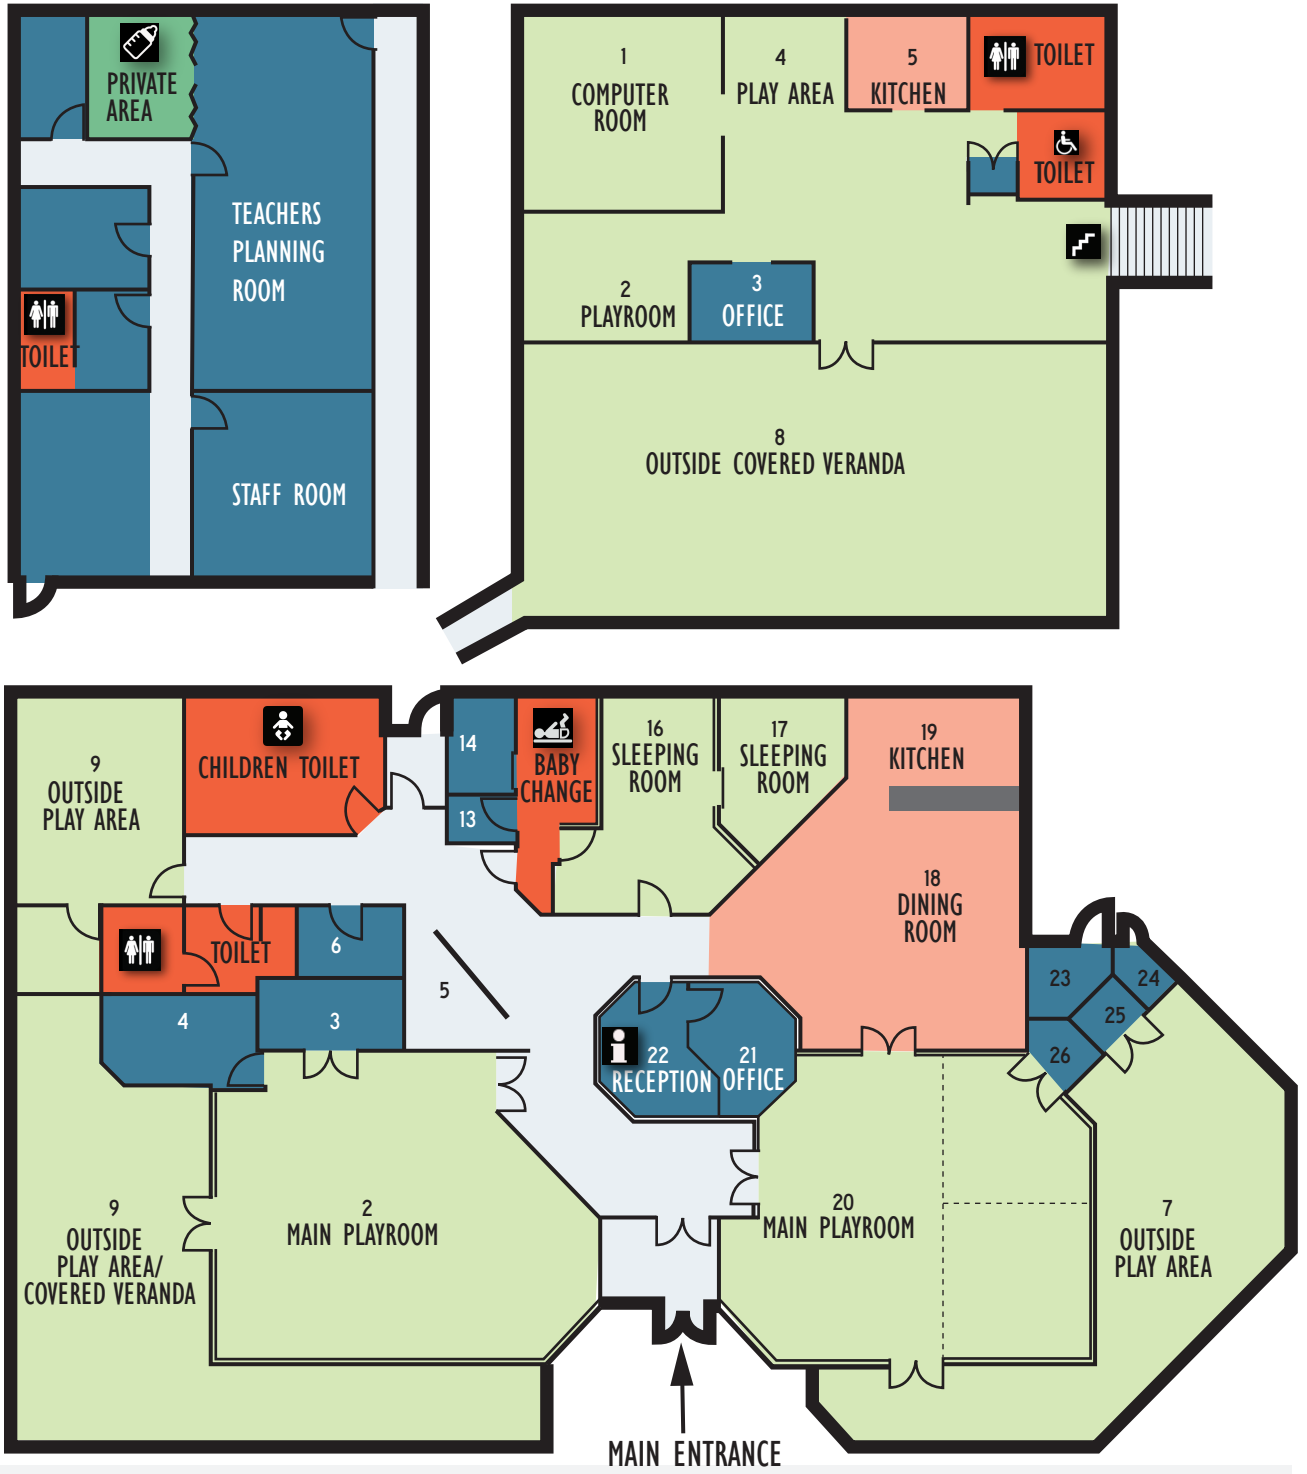 PRIVATE
AREA
TEACHERS
PLANNING
ROOM
TOILET
STAFF ROOM
1
COMPUTER
ROOM
4
PLAY AREA
5
KITCHEN
TOILET
TOILET
2
PLAYROOM
3
OFFICE
8
OUTSIDE COVERED VERANDA
9
OUTSIDE
PLAY AREA
CHILDREN TOILET
14
13
BABY
CHANGE
16
SLEEPING
ROOM
17
SLEEPING
ROOM
19
KITCHEN
18
DINING
ROOM
TOILET
6
5
4
3
22
RECEPTION
21
OFFICE
23
24
25
26
9
OUTSIDE
PLAY AREA/
COVERED VERANDA
2
MAIN PLAYROOM
20
MAIN PLAYROOM
7
OUTSIDE
PLAY AREA
MAIN ENTRANCE